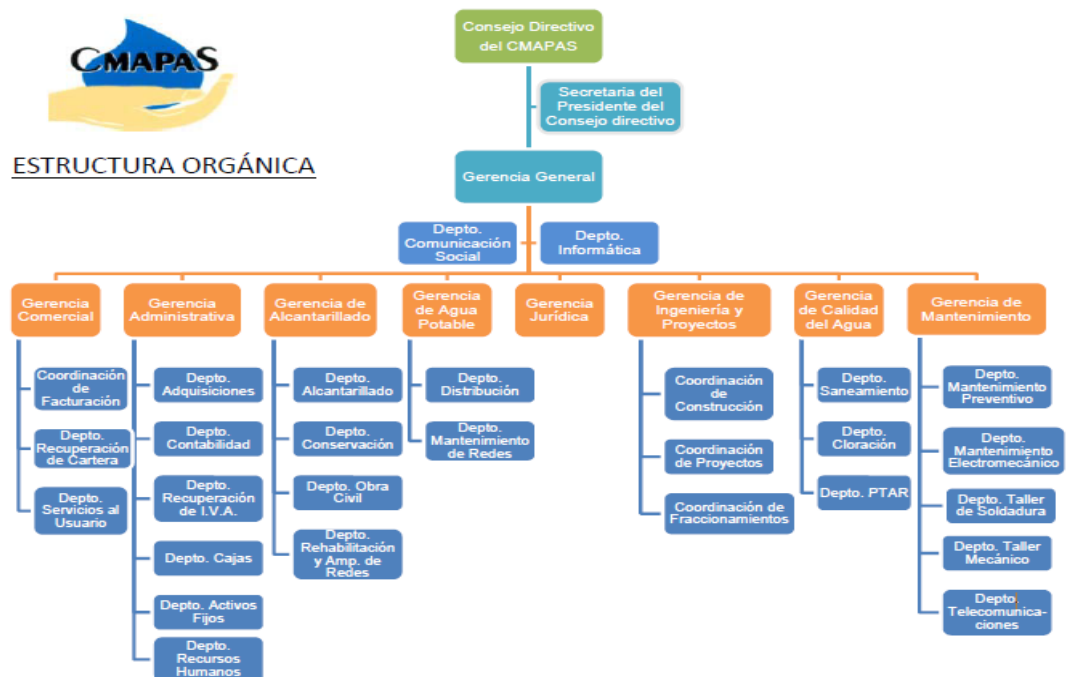 Consejo Directivo
del CMAPAS
CMAPAS
Secretaria del
Presidente del
Consejo directivo
ESTRUCTURA ORGÁNICA
Gerencia General
Depto.
Comunicación
Social
Depto.
Informática
Gerencia
Comercial
Gerencia
Administrativa
Gerencia de
Alcantarillado
Gerencia
de Agua
Potable
Gerencia
Jurídica
Gerencia de
Ingeniería y
Proyectos
Gerencia
de Calidad
del Agua
Gerencia de
Mantenimiento
Coordinación
de
Facturación
Depto.
Recuperación
de Cartera
Depto.
Servicios al
Usuario
Depto.
Adquisiciones
Depto.
Contabilidad
Depto.
Recuperación
de I.V.A.
Depto. Cajas
Depto. Activos
Fijos
Depto.
Recursos
Humanos
Depto.
Alcantarillado
Depto.
Conservación
Depto. Obra
Civil
Depto.
Rehabilitación
y Amp. de
Redes
Depto.
Distribución
Depto.
Mantenimiento
de Redes
Coordinación
de
Construcción
Coordinación
de Proyectos
Coordinación de
Fraccionamientos
Depto.
Saneamiento
Depto.
Cloración
Depto. PTAR
Depto.
Mantenimiento
Preventivo
Depto.
Mantenimiento
Electromecánico
Depto. Taller
de Soldadura
Depto. Taller
Mecánico
Depto.
Telecomunica-
ciones